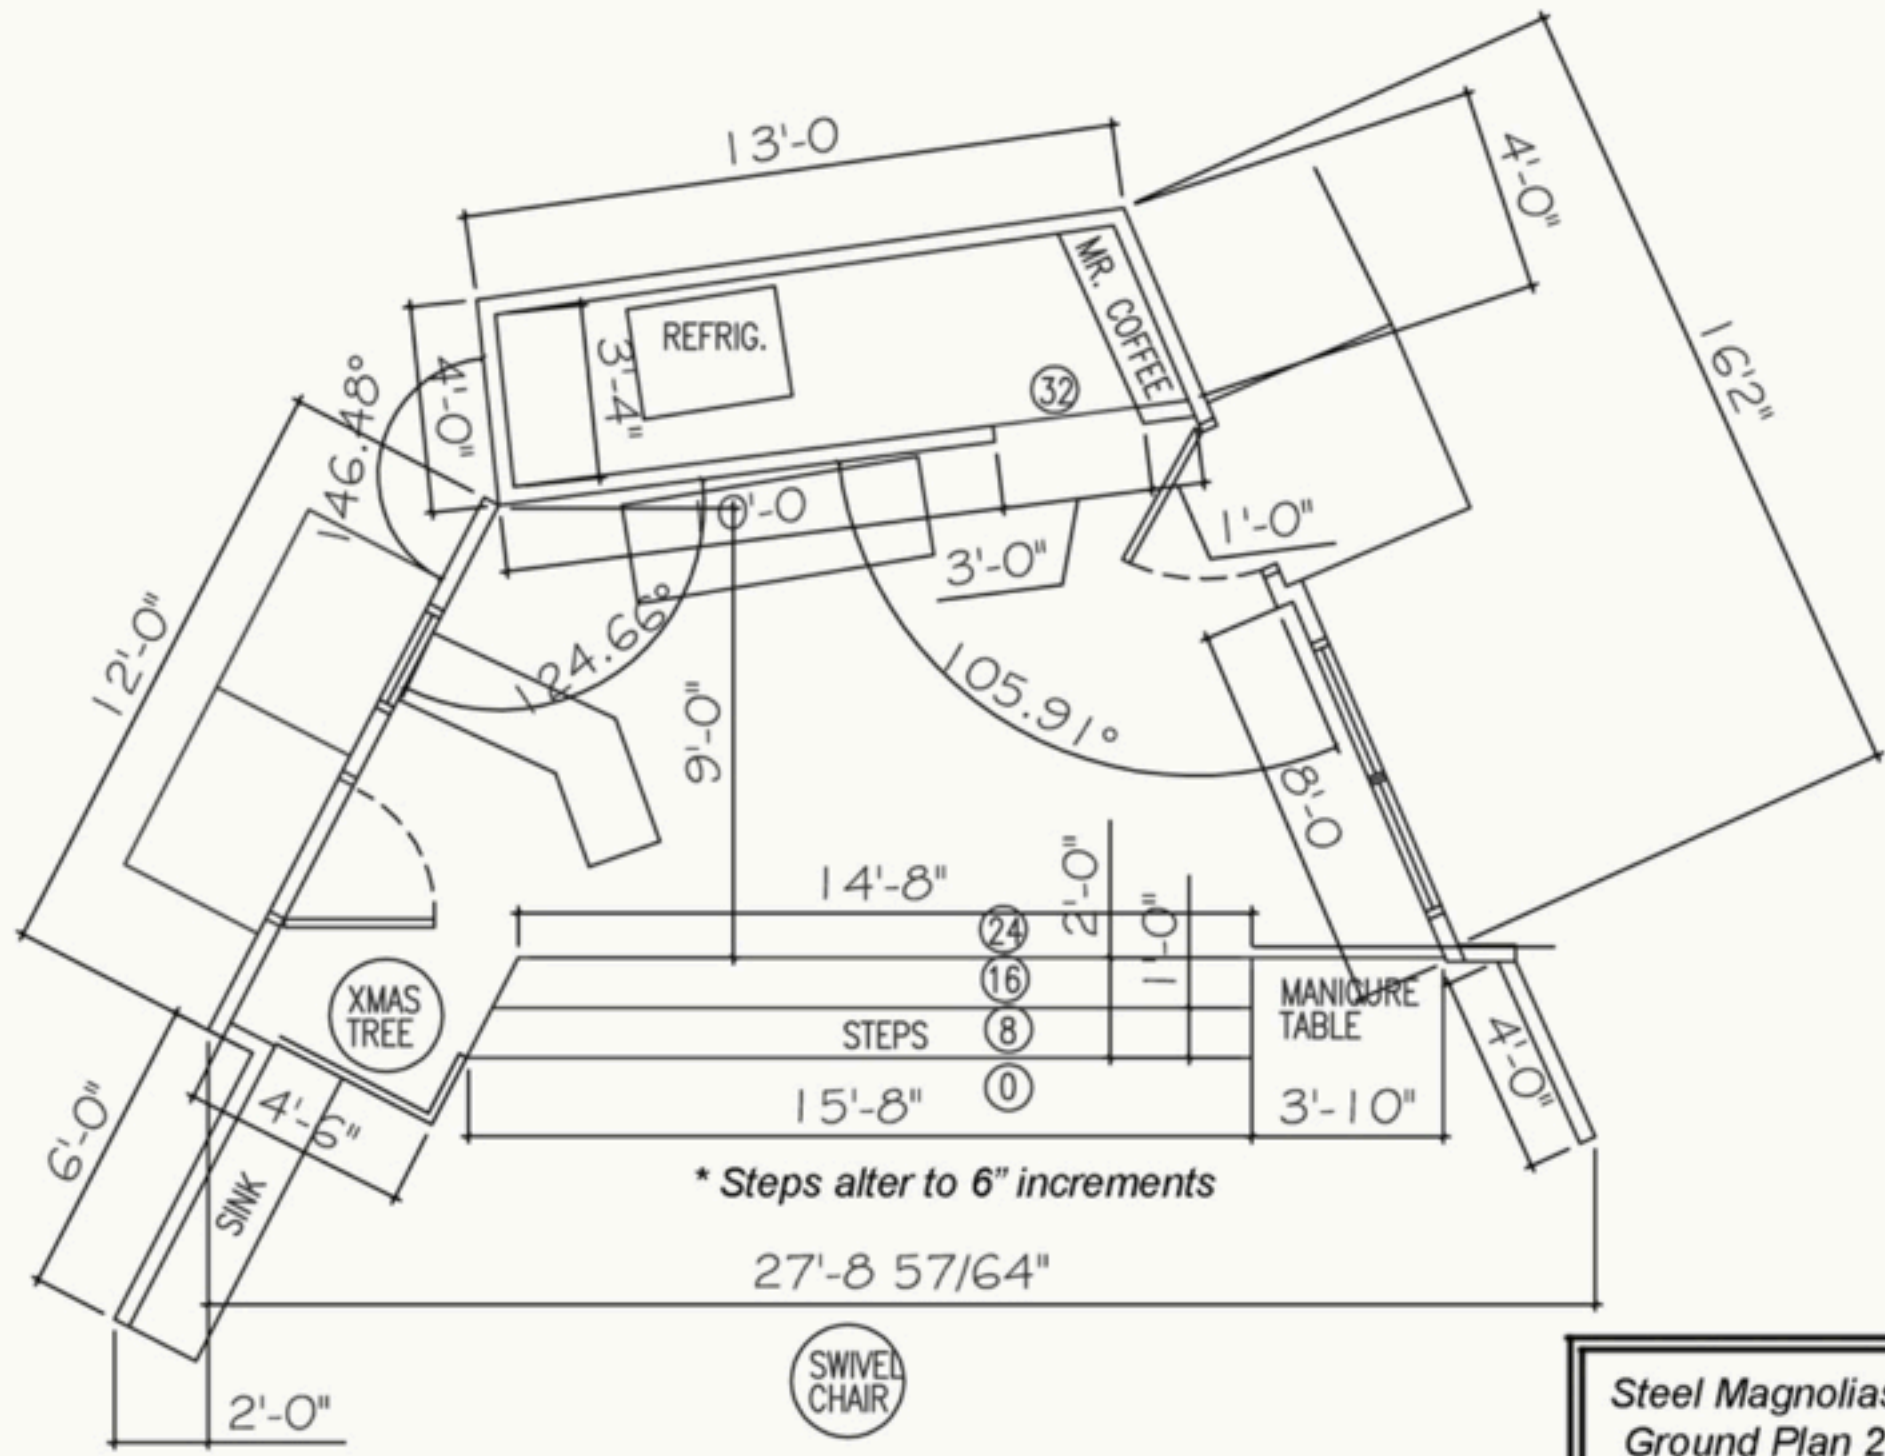 13'-0
4'-0"
16'2"
MR. COFFEE
REFRIG.
3'-4"
32
4'-0"
146.48°
1'-0"
3'-0"
12'-0"
124.66°
105.91°
9'-0"
8'-0
14'-8"
2'-0"
1'-0"
24
16
8
0
XMAS
TREE
STEPS
MANICURE
TABLE
4'-0"
4'-6"
6'-0"
SINK
15'-8"
3'-10"
* Steps alter to 6” increments
27'-8 57/64"
SWIVEL
CHAIR
2'-0"
Steel Magnolias
Ground Plan 2